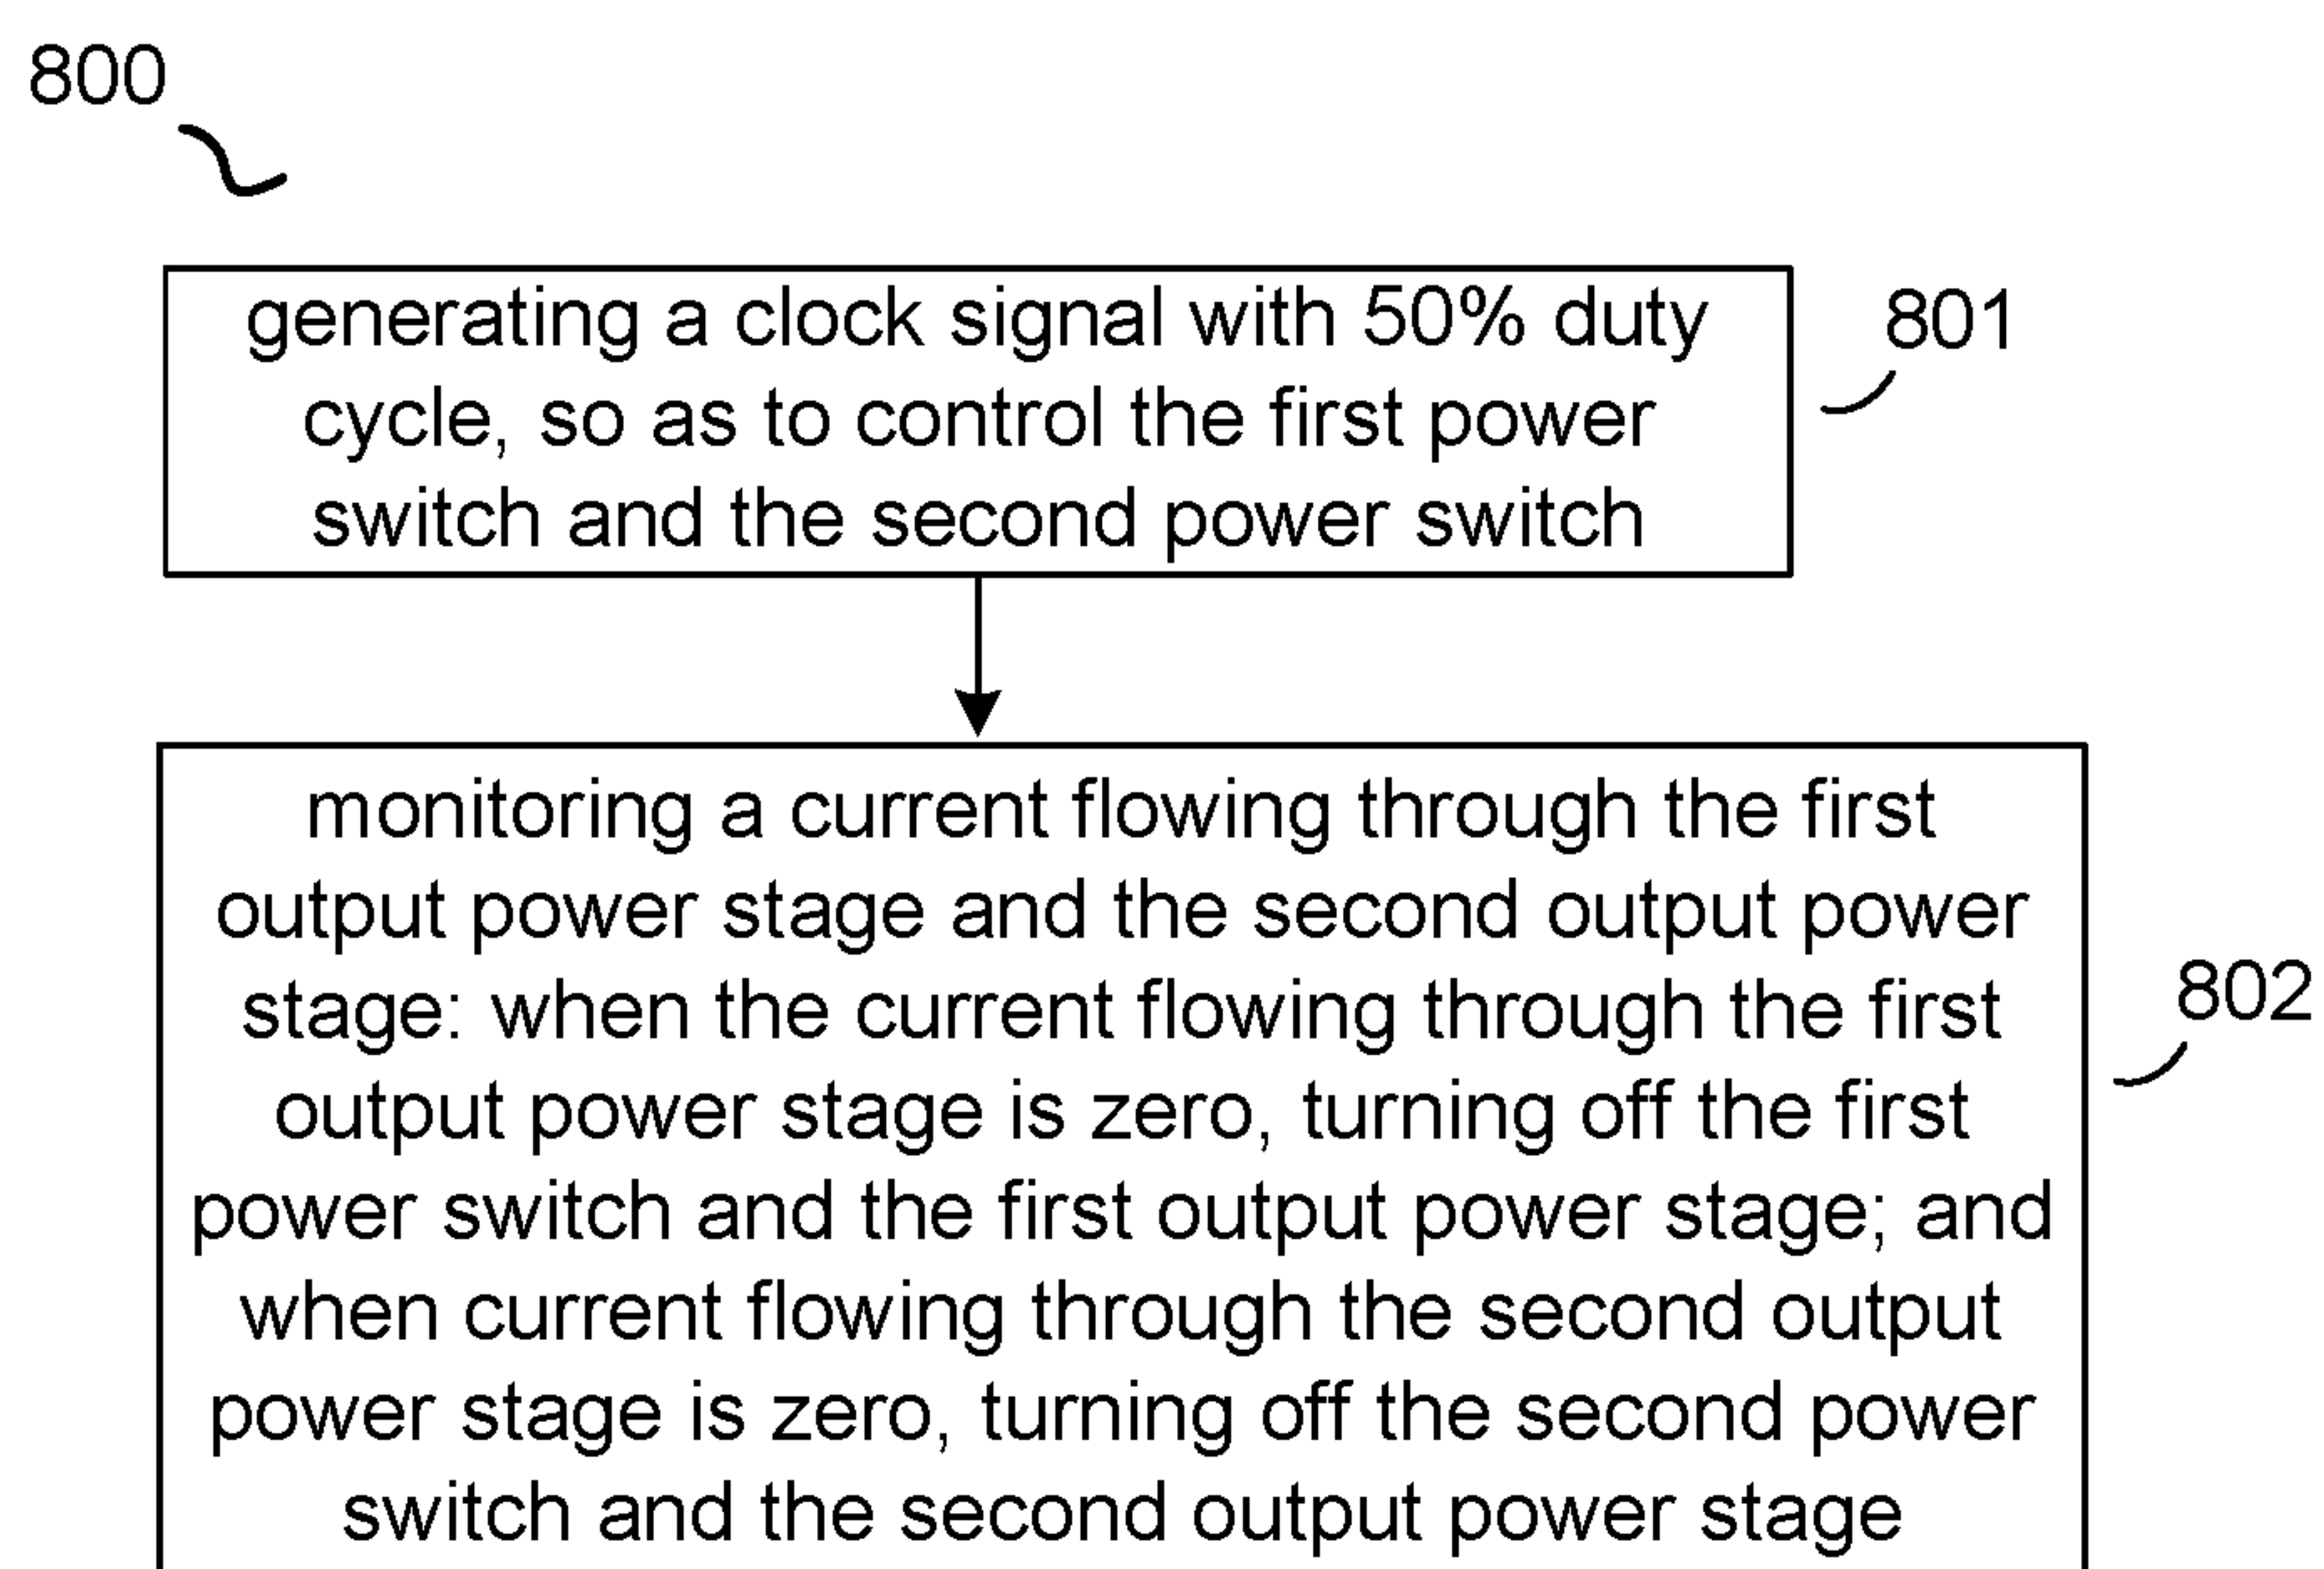 800
generating a clock signal with 50% duty
cycle, so as to control the first power
switch and the second power switch
801
monitoring a current flowing through the first
output power stage and the second output power
stage: when the current flowing through the first
output power stage is zero, turning off the first
power switch and the first output power stage; and
when current flowing through the second output
power stage is zero, turning off the second power
switch and the second output power stage
802